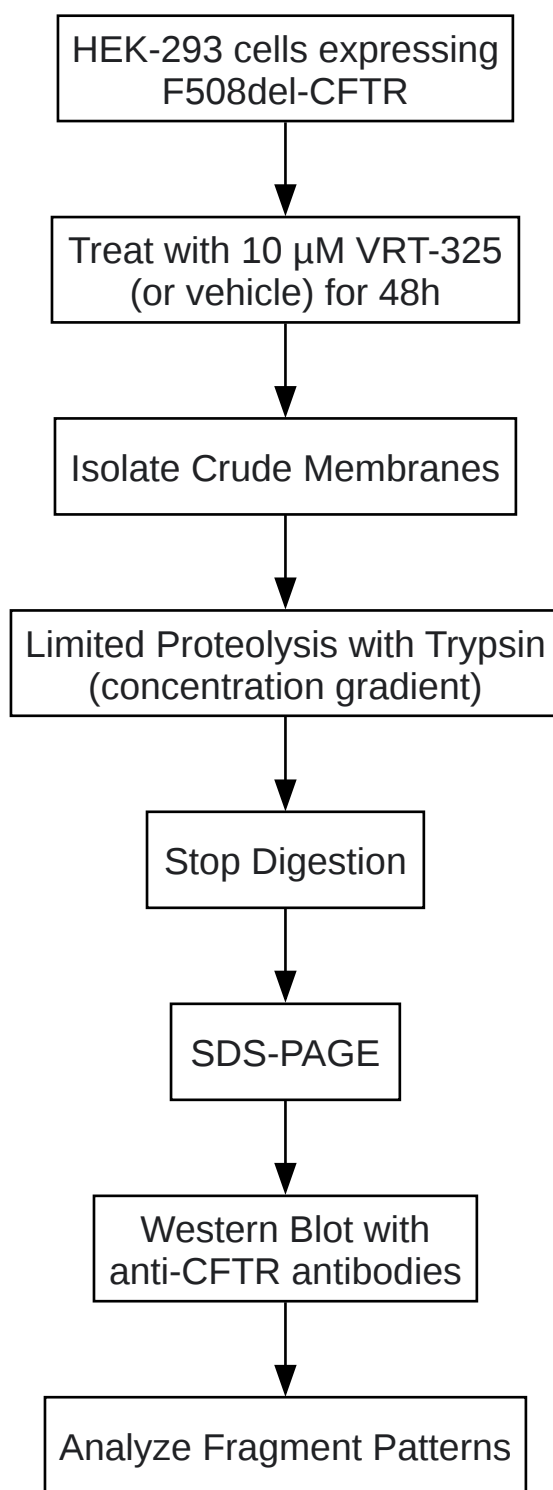 HEK-293 cells expressing
F508del-CFTR
Treat with 10 µM VRT-325
(or vehicle) for 48h
Isolate Crude Membranes
Limited Proteolysis with Trypsin
(concentration gradient)
Stop Digestion
SDS-PAGE
Western Blot with
anti-CFTR antibodies
Analyze Fragment Patterns